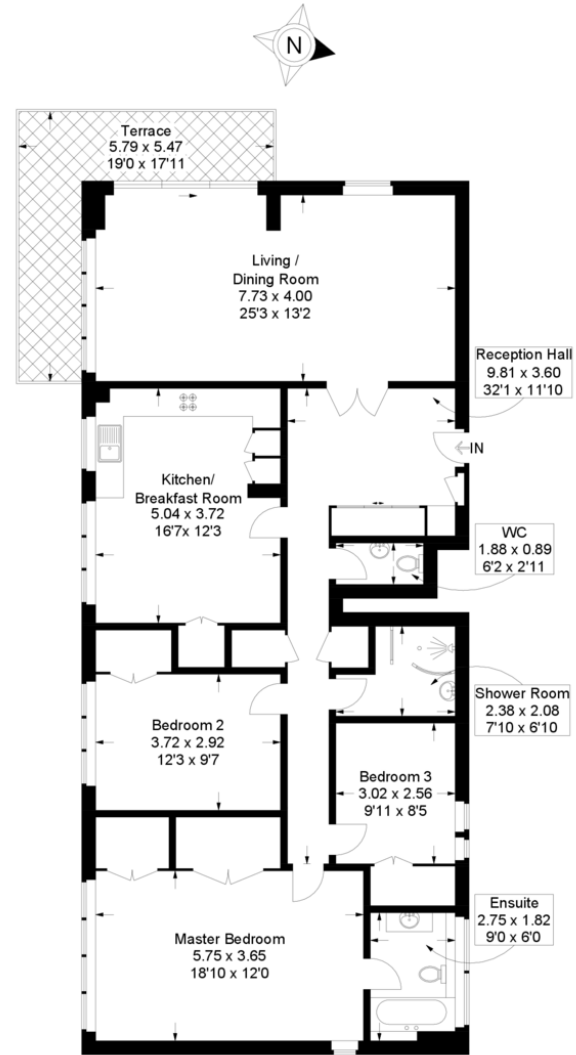 N
Terrace
5.79 x 5.47
19'0 x 17'11
Living /
Dining Room
7.73 x 4.00
25'3 x 13'2
Reception Hall
9.81 x 3.60
32'1 x 11'10
IN
Kitchen/
Breakfast Room
5.04 x 3.72
16'7x 12'3
WC
1.88 x 0.89
6'2 x 2'11
Shower Room
2.38 x 2.08
7'10 x 6'10
Bedroom 2
3.72 x 2.92
12'3 x 9'7
Bedroom 3
3.02 x 2.56
9'11 x 8'5
Ensuite
2.75 x 1.82
9'0 x 6'0
Master Bedroom
5.75 x 3.65
18'10 x 12'0